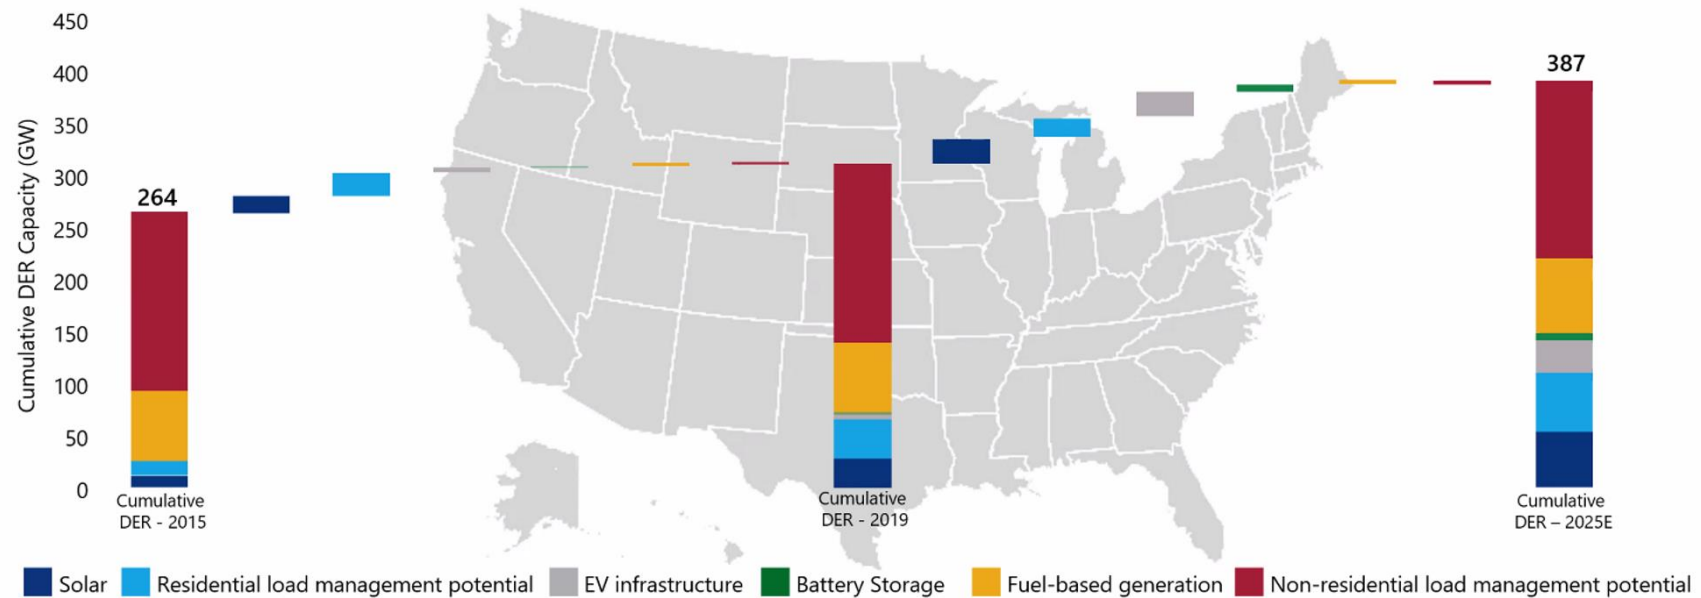 Cumulative DER Capacity (GW)
450
400
350
300
250
200
150
100
50
0
264
387
Cumulative
DER - 2015
Cumulative
DER - 2019
Cumulative
DER – 2025E
Solar
Residential load management potential
EV infrastructure
Battery Storage
Fuel-based generation
Non-residential load management potential